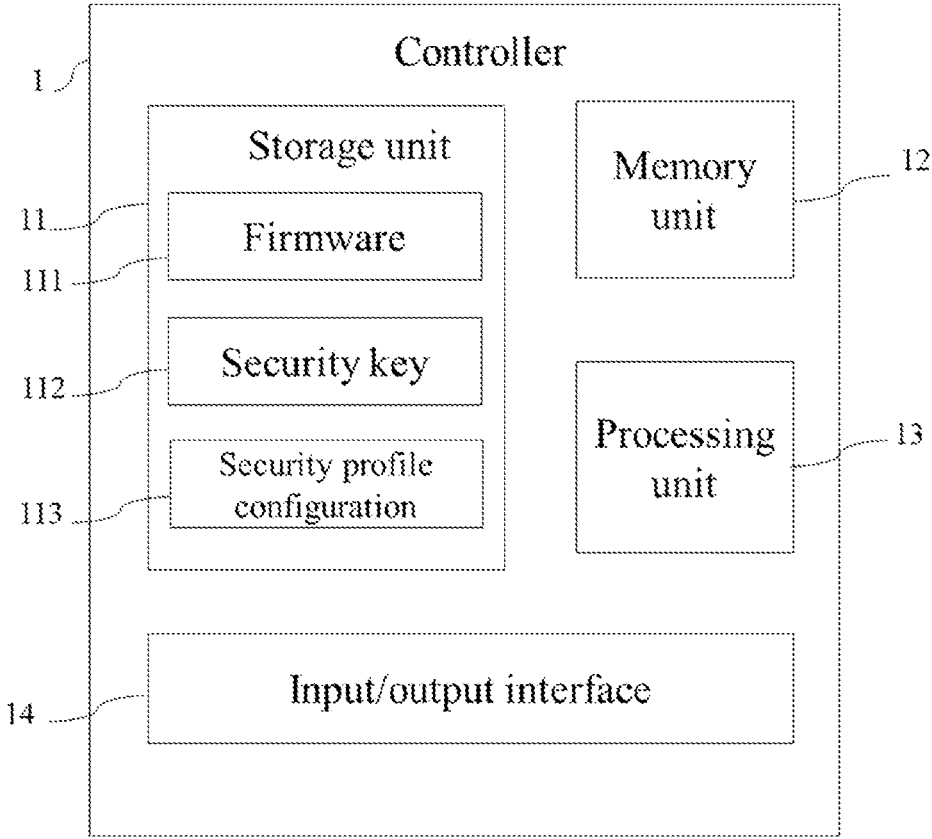 Controller
1
Storage unit
11
Firmware
111
Security key
112
Security profile
configuration
113
Memory
unit
12
Processing
unit
13
Input/output interface
14